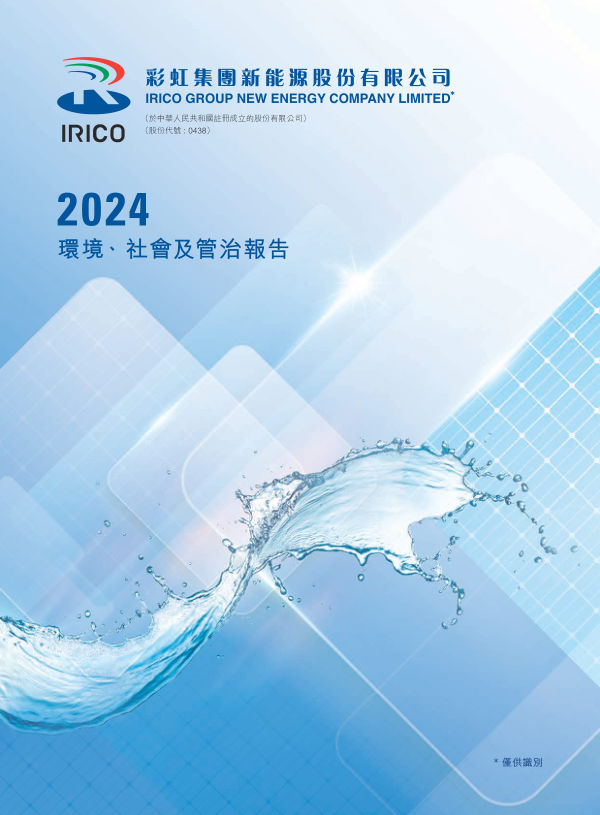 彩虹集團新能源股份有限公司
IRICO GROUP NEW ENERGY COMPANY LIMITED*
(於中華人民共和國註冊成立的股份有限公司)
(股份代號：0438)
IRICO
2024
環境、社會及管治報告
* 僅供識別